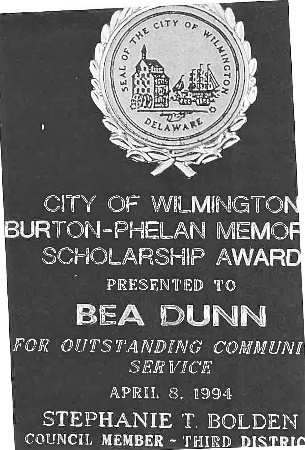 SEAL OF THE CITY OF WILMINGTON
DELAWARE
CITY OF WILMINGTON
BURTON-PHELAN MEMOR
SCHOLARSHIP AWARD
PRESENTED TO
BEA DUNN
FOR OUTSTANDING COMMUNI
SERVICE
APRIL 8, 1994
STEPHANIE T. BOLDEN
COUNCIL MEMBER ~ THIRD DISTRIC